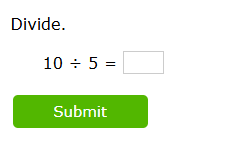 Divide.
10 ÷ 5 =
Submit